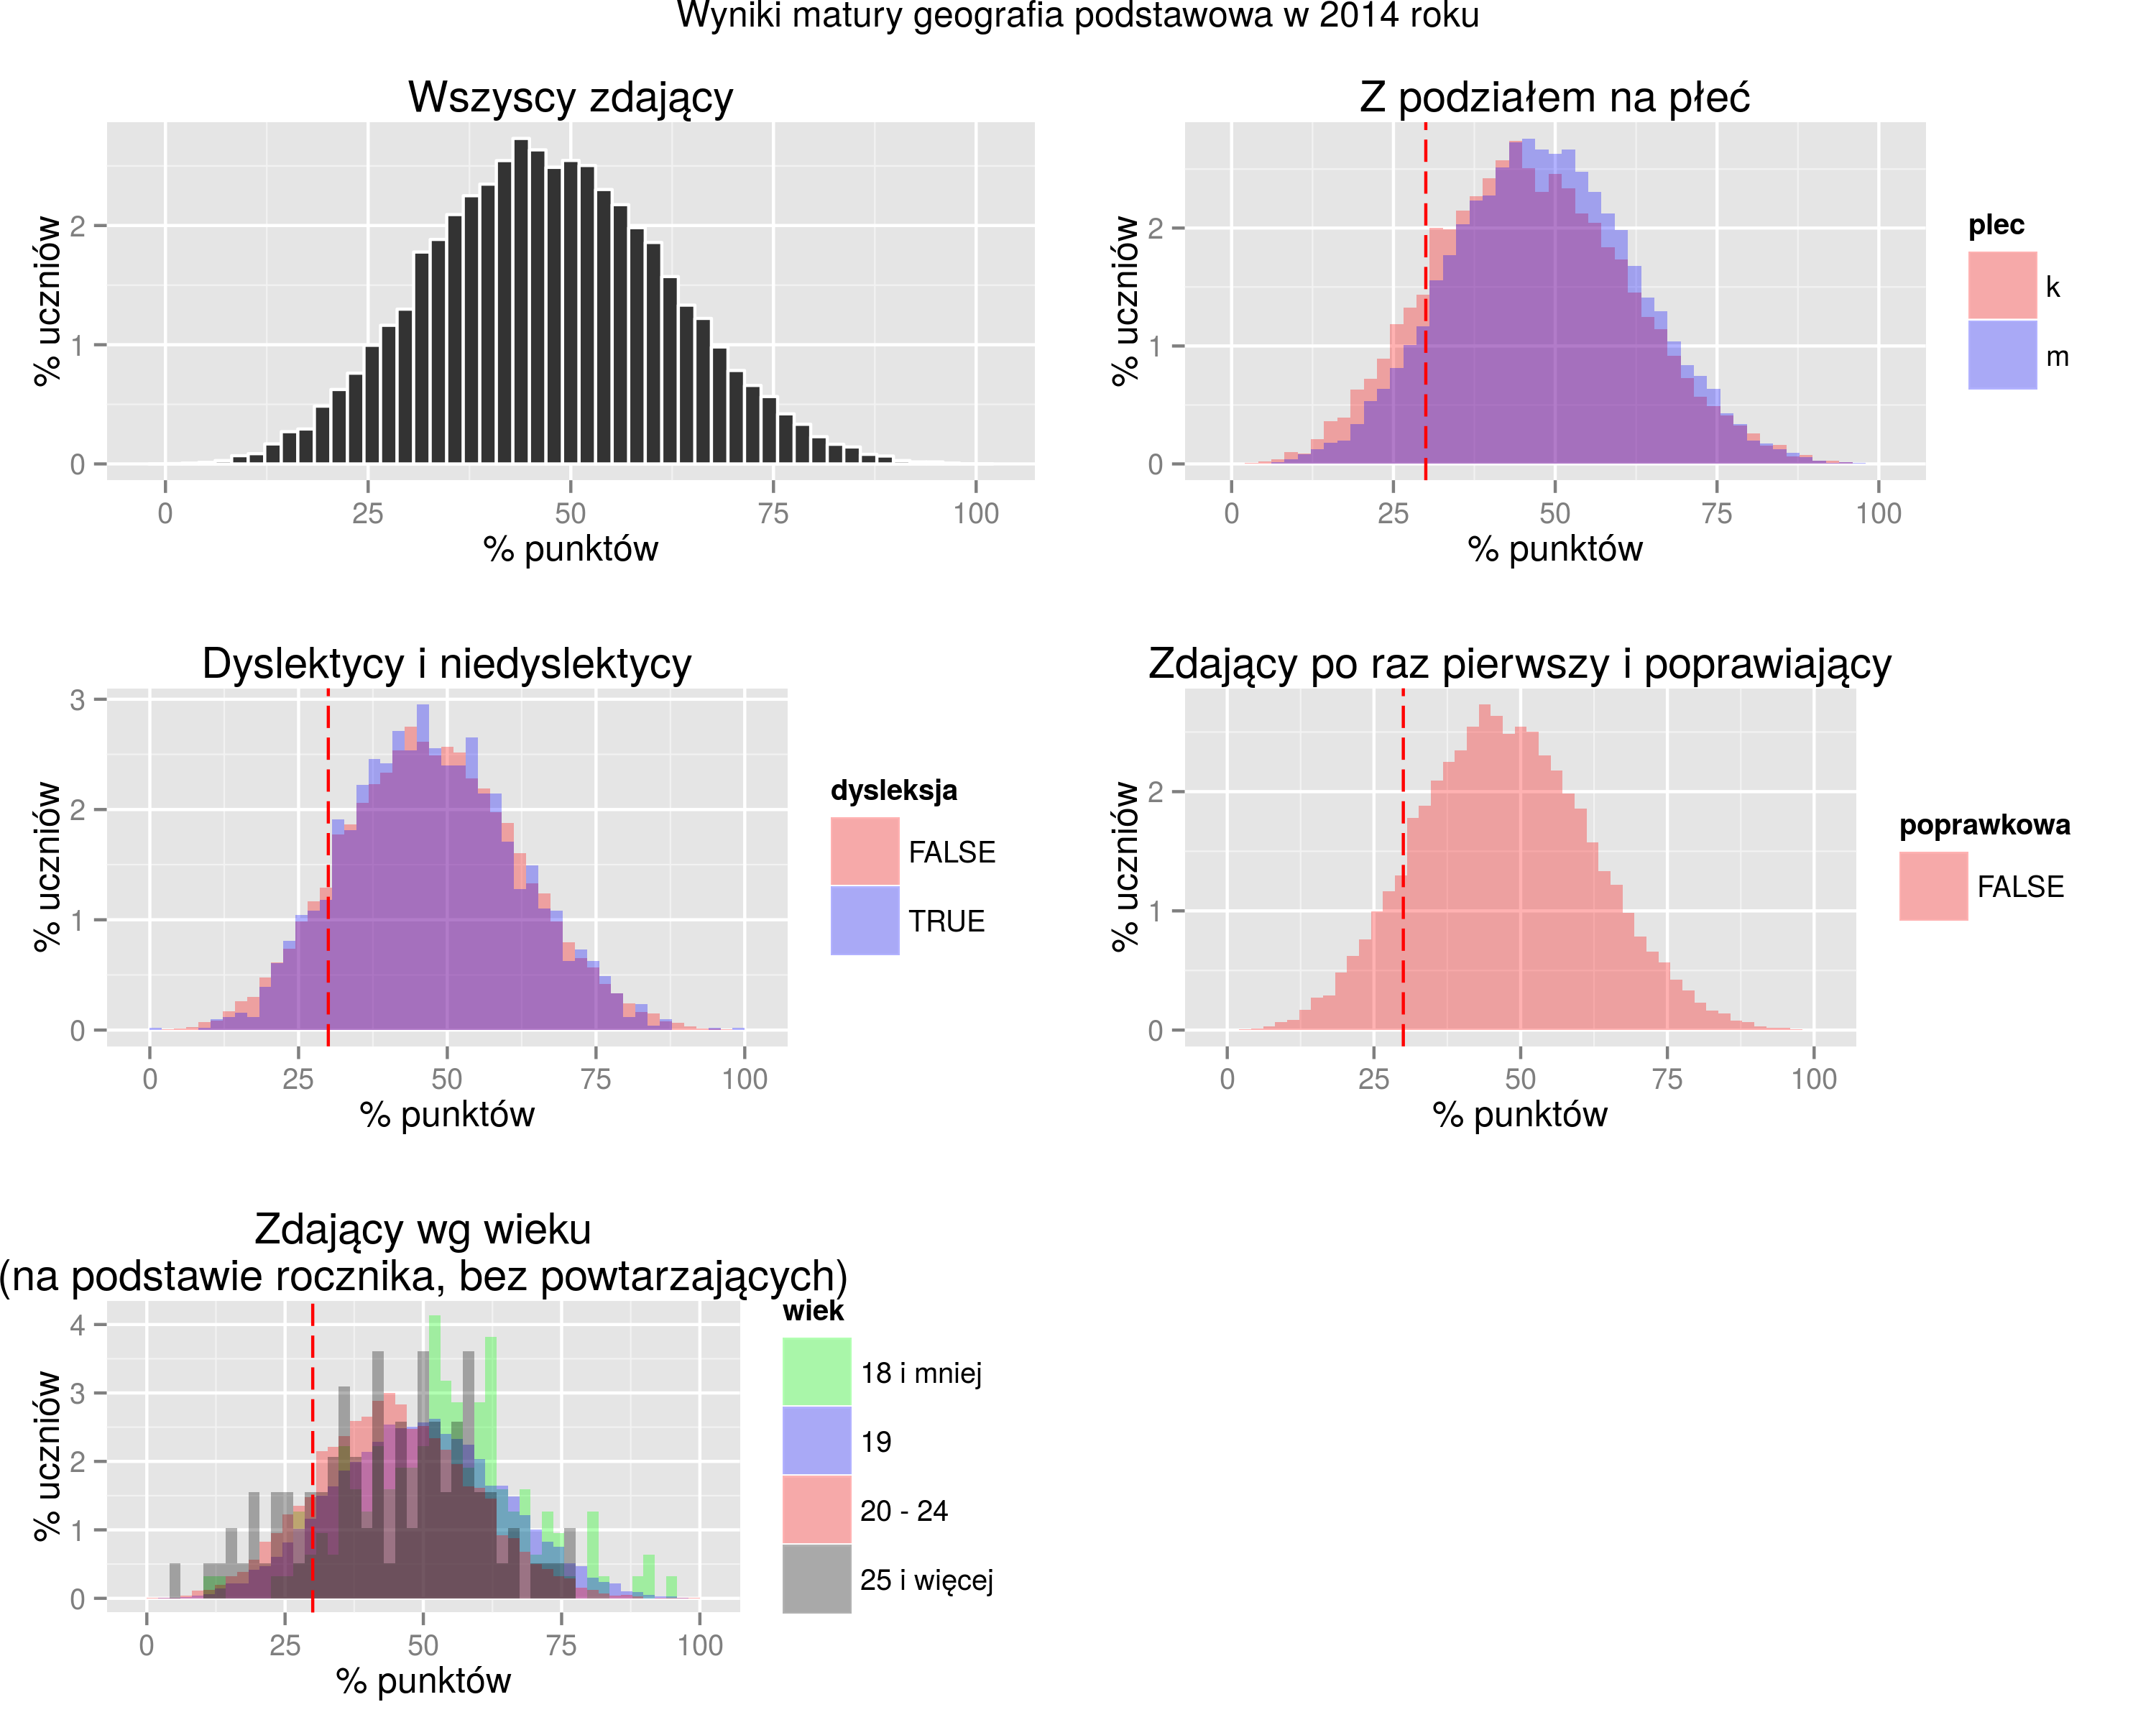 Wyniki matury geografia podstawowa w 2014 roku
Wszyscy zdający
% uczniów
2
1
0
0 25 50 75 100
% punktów
Z podziałem na płeć
% uczniów
2
1
0
0 25 50 75 100
% punktów
plec
k
m
Dyslektycy i niedyslektycy
% uczniów
3
2
1
0
0 25 50 75 100
% punktów
dysleksja
FALSE
TRUE
Zdający po raz pierwszy i poprawiający
% uczniów
2
1
0
0 25 50 75 100
% punktów
poprawkowa
FALSE
Zdający wg wieku
(na podstawie rocznika, bez powtarzających)
% uczniów
4
3
2
1
0
0 25 50 75 100
% punktów
wiek
18 i mniej
19
20 - 24
25 i więcej